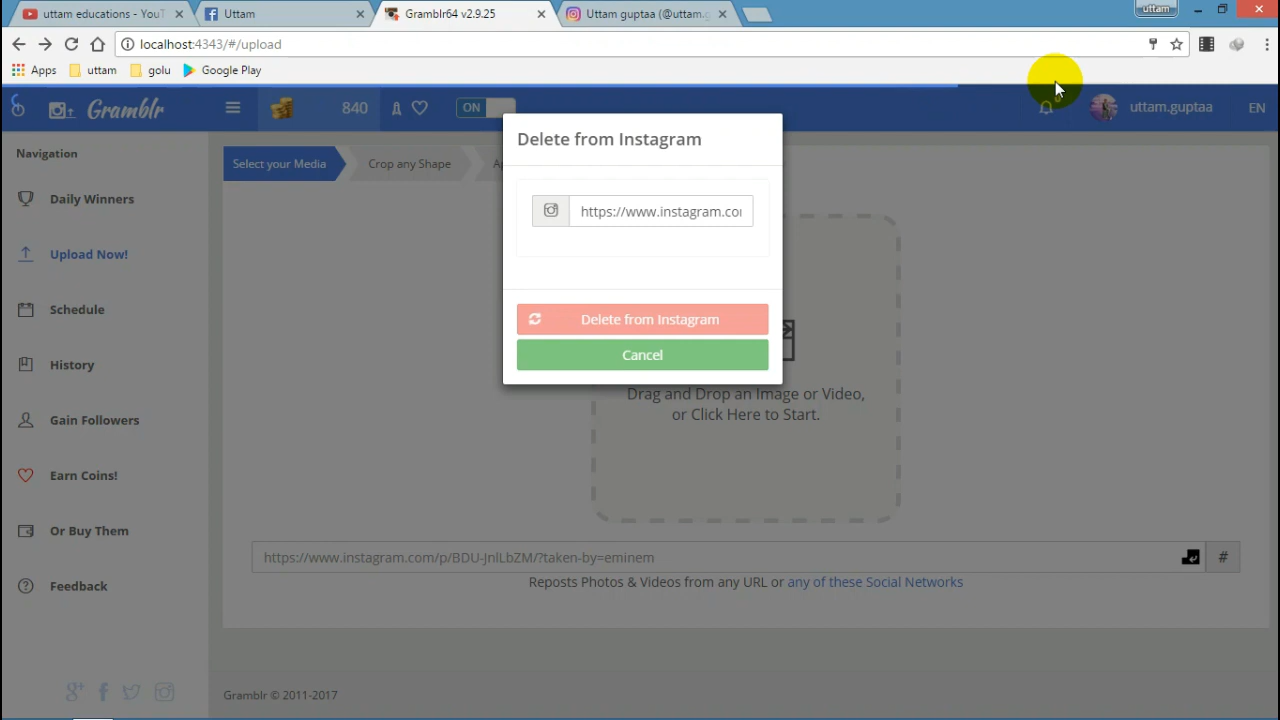 uttam educations - YouT
Uttam
Gramblr64 v2.9.25
Uttam guptaa (@uttam.g
uttam
localhost:4343/#/upload
Apps
uttam
golu
Google Play
Gramblr
840
ON
uttam.guptaa
EN
Navigation
Daily Winners
Upload Now!
Schedule
History
Gain Followers
Earn Coins!
Or Buy Them
Feedback
Select your Media
Crop any Shape
Delete from Instagram
https://www.instagram.co
Delete from Instagram
Cancel
Drag and Drop an Image or Video,
or Click Here to Start.
https://www.instagram.com/p/BDU-JnlLbZM/?taken-by=eminem
#
Reposts Photos & Videos from any URL or any of these Social Networks
Gramblr © 2011-2017